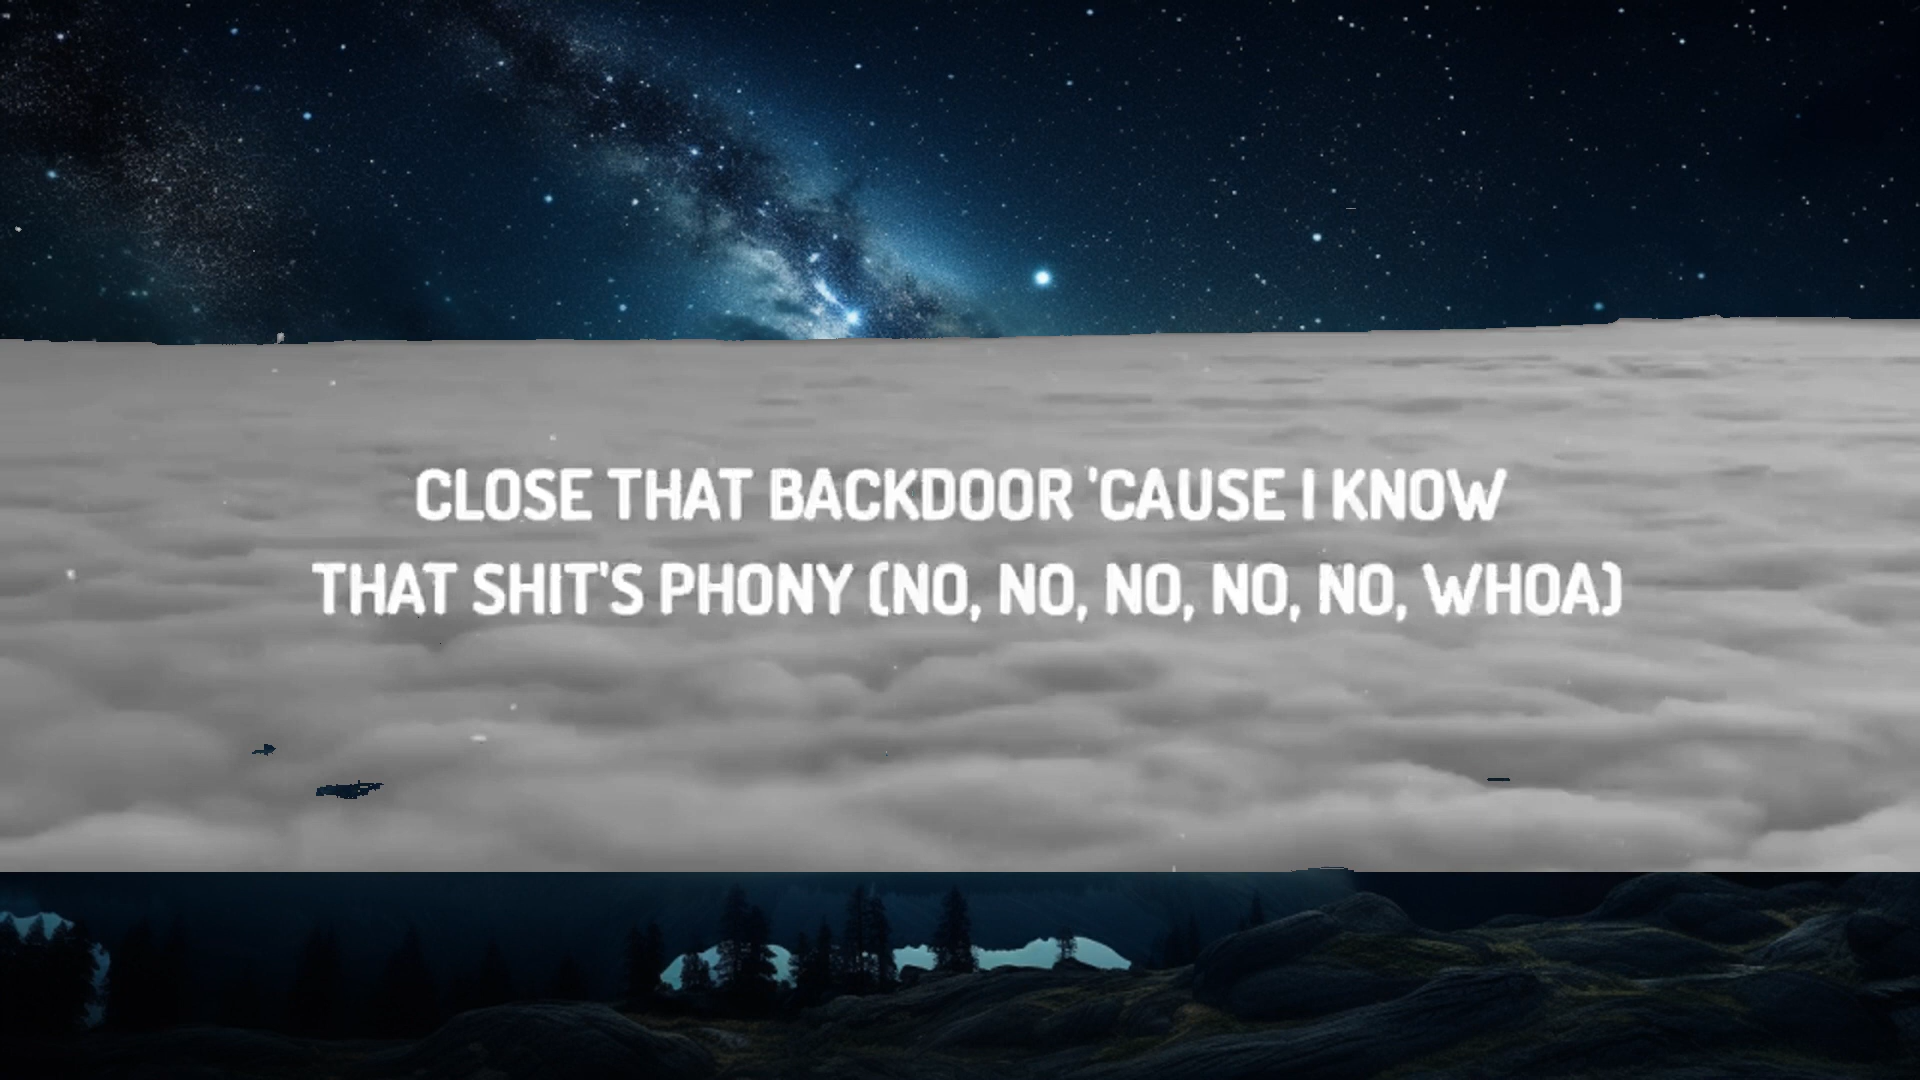 CLOSE THAT BACKDOOR 'CAUSE I KNOW
THAT SHIT'S PHONY (NO, NO, NO, NO, NO, WHOA)